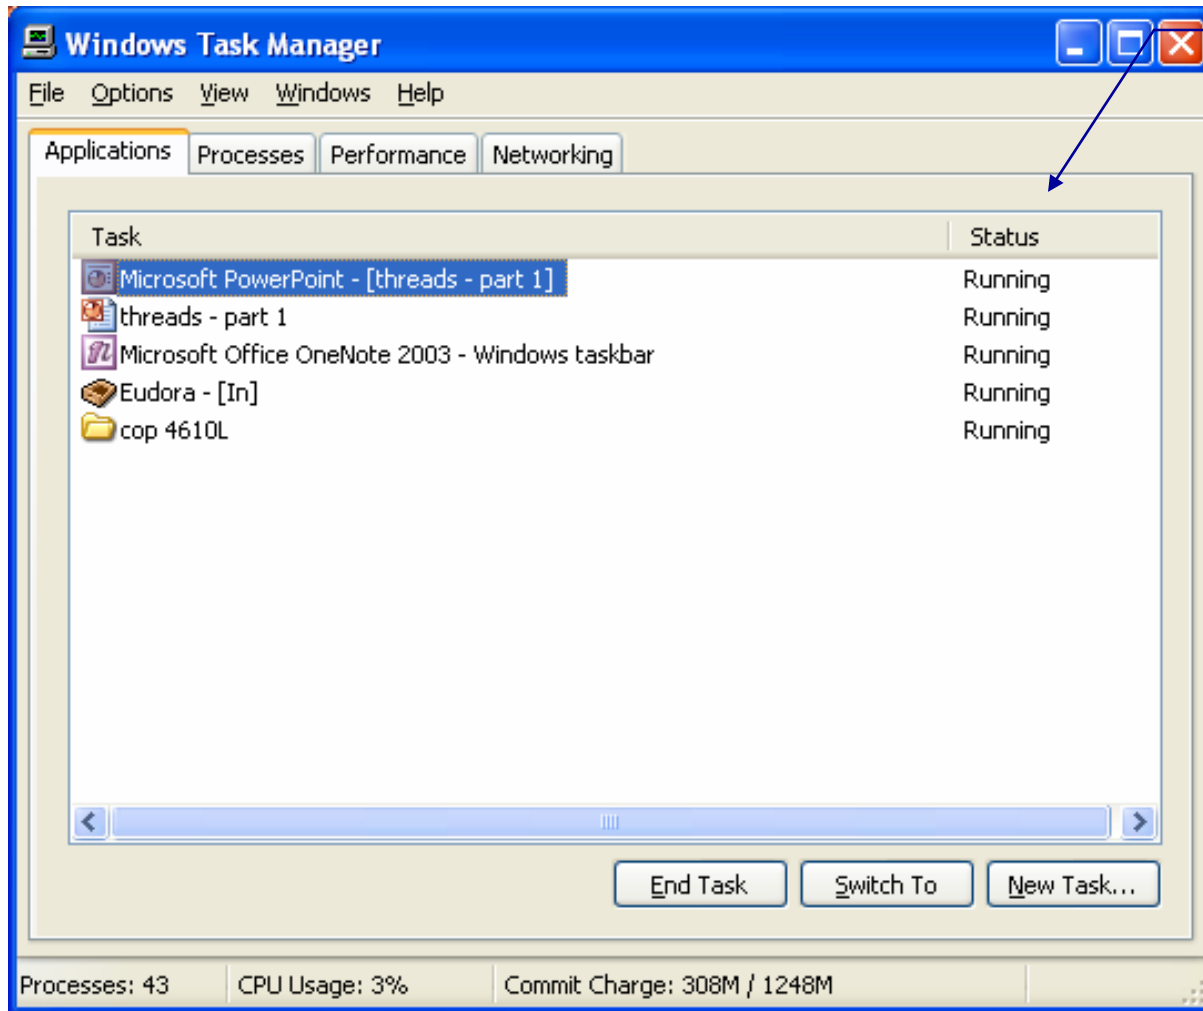 Windows Task Manager
File Options View Windows Help
Applications Processes Performance Networking
Task Status
Microsoft PowerPoint - [threads - part 1] Running
threads - part 1 Running
Microsoft Office OneNote 2003 - Windows taskbar Running
Eudora - [In] Running
cop 4610L Running
End Task Switch To New Task...
Processes: 43 CPU Usage: 3% Commit Charge: 308M / 1248M